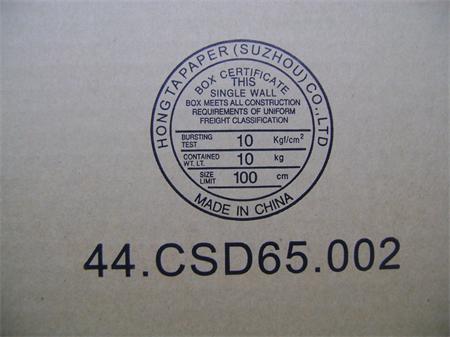 HONGTA PAPER (SUZHOU) CO., LTD
BOX CERTIFICATE
THIS
SINGLE WALL
BOX MEETS ALL CONSTRUCTION
REQUIREMENTS OF UNIFORM
FREIGHT CLASSIFICATION
BURSTING TEST 10 Kgf/cm²
CONTAINED WT. LT. 10 kg
SIZE LIMIT 100 cm
MADE IN CHINA
44.CSD65.002